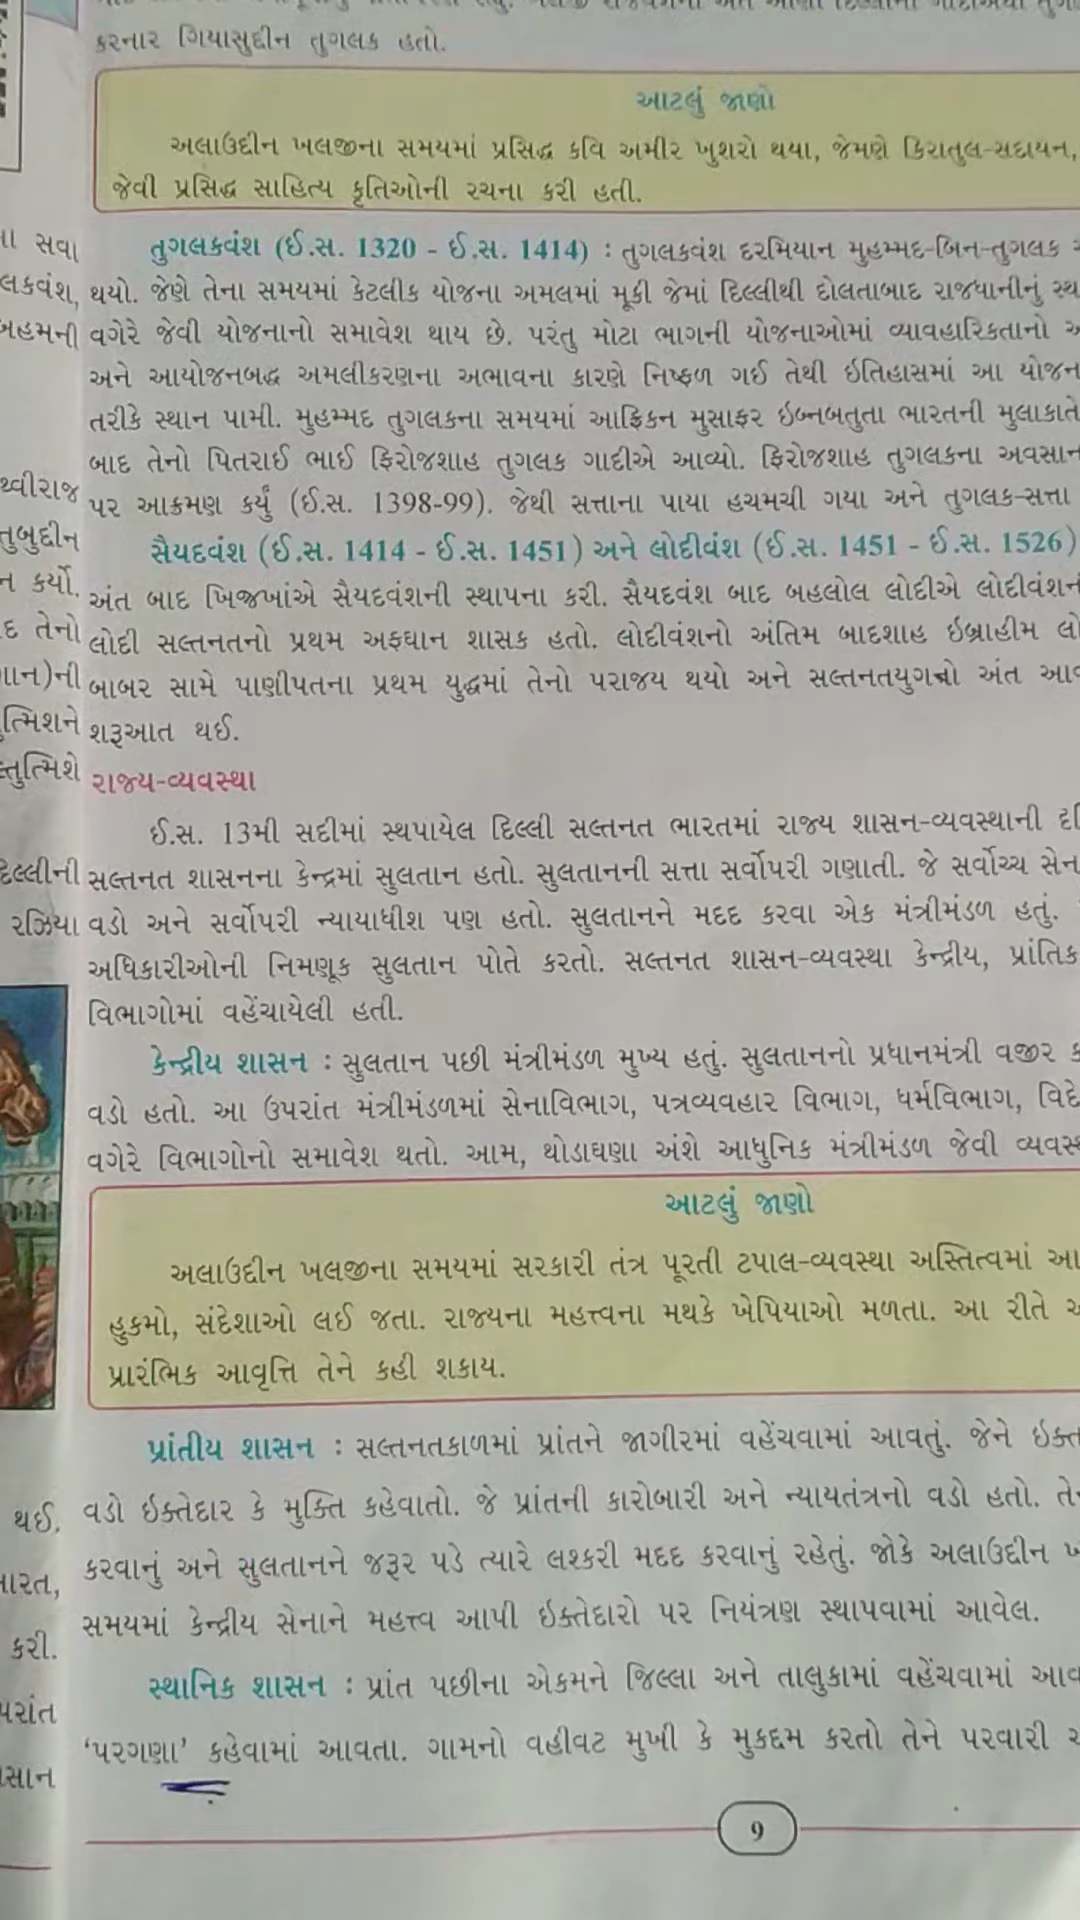 કરનાર ગિયાસુદ્દીન તુગલક હતો.
આટલું જાણો
અલાઉદ્દીન ખલજીના સમયમાં પ્રસિદ્ધ કવિ અમીર ખુશરો થયા, જેમણે કિરાતુલ-સદાયન,
જેવી પ્રસિદ્ધ સાહિત્ય કૃતિઓની રચના કરી હતી.
તુગલકવંશ (ઈ.સ. 1320 - ઈ.સ. 1414) : તુગલકવંશ દરમિયાન મુહમ્મદ-બિન-તુગલક
થયો. જેણે તેના સમયમાં કેટલીક યોજના અમલમાં મૂકી જેમાં દિલ્લીથી દોલતાબાદ રાજધાનીનું
વગેરે જેવી યોજનાનો સમાવેશ થાય છે. પરંતુ મોટા ભાગની યોજનાઓમાં વ્યાવહારિકતાનો
અને આયોજનબદ્ધ અમલીકરણના અભાવના કારણે નિષ્ફળ ગઈ તેથી ઇતિહાસમાં આ
તરીકે સ્થાન પામી. મુહમ્મદ તુગલકના સમયમાં આફ્રિકન મુસાફર ઇબ્નબતુતા ભારતની મુલાકાતે
બાદ તેનો પિતરાઈ ભાઈ ફિરોજશાહ તુગલક ગાદીએ આવ્યો. ફિરોજશાહ તુગલકના અવસાન
પર આક્રમણ કર્યું (ઈ.સ. 1398-99). જેથી સત્તાના પાયા હચમચી ગયા અને તુગલક-સત્તા
સૈયદવંશ (ઈ.સ. 1414 - ઈ.સ. 1451) અને લોદીવંશ (ઈ.સ. 1451 - ઈ.સ. 1526)
અંત બાદ ખિજ્રખાંએ સૈયદવંશની સ્થાપના કરી. સૈયદવંશ બાદ બહલોલ લોદીએ
લોદી સલ્તનતનો પ્રથમ અફઘાન શાસક હતો. લોદીવંશનો અંતિમ બાદશાહ ઇબ્રાહીમ
બાબર સામે પાણીપતના પ્રથમ યુદ્ધમાં તેનો પરાજય થયો અને સલ્તનતયુગનો અંત
શરૂઆત થઈ.
રાજ્ય-વ્યવસ્થા
ઈ.સ. 13મી સદીમાં સ્થપાયેલ દિલ્લી સલ્તનત ભારતમાં રાજ્ય શાસન-વ્યવસ્થાની
સલ્તનત શાસનના કેન્દ્રમાં સુલતાન હતો. સુલતાનની સત્તા સર્વોપરી ગણાતી. જે સર્વોચ્ચ
વડો અને સર્વોપરી ન્યાયાધીશ પણ હતો. સુલતાનને મદદ કરવા એક મંત્રીમંડળ હતું.
અધિકારીઓની નિમણૂક સુલતાન પોતે કરતો. સલ્તનત શાસન-વ્યવસ્થા કેન્દ્રીય, પ્રાંતિક
વિભાગોમાં વહેંચાયેલી હતી.
કેન્દ્રીય શાસન : સુલતાન પછી મંત્રીમંડળ મુખ્ય હતું. સુલતાનનો પ્રધાનમંત્રી વજીર
વડો હતો. આ ઉપરાંત મંત્રીમંડળમાં સેનાવિભાગ, પત્રવ્યવહાર વિભાગ, ધર્મવિભાગ,
વગેરે વિભાગોનો સમાવેશ થતો. આમ, થોડાઘણા અંશે આધુનિક મંત્રીમંડળ જેવી
આટલું જાણો
અલાઉદ્દીન ખલજીના સમયમાં સરકારી તંત્ર પૂરતી ટપાલ-વ્યવસ્થા અસ્તિત્વમાં
હુકમો, સંદેશાઓ લઈ જતા. રાજ્યના મહત્ત્વના મથકે ખેપિયાઓ મળતા. આ રીતે
પ્રારંભિક આવૃત્તિ તેને કહી શકાય.
પ્રાંતીય શાસન : સલ્તનતકાળમાં પ્રાંતને જાગીરમાં વહેંચવામાં આવતું. જેને
વડો ઇક્તેદાર કે મુક્તિ કહેવાતો. જે પ્રાંતની કારોબારી અને ન્યાયતંત્રનો વડો હતો.
કરવાનું અને સુલતાનને જરૂર પડે ત્યારે લશ્કરી મદદ કરવાનું રહેતું. જોકે અલાઉદ્દીન
સમયમાં કેન્દ્રીય સેનાને મહત્ત્વ આપી ઇક્તેદારો પર નિયંત્રણ સ્થાપવામાં આવેલ.
સ્થાનિક શાસન : પ્રાંત પછીના એકમને જિલ્લા અને તાલુકામાં વહેંચવામાં
‘પરગણા’ કહેવામાં આવતા. ગામનો વહીવટ મુખી કે મુકદ્દમ કરતો તેને પરવારી
9